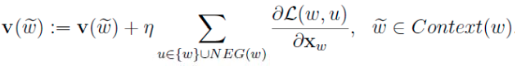 v(w̃) := v(w̃) + η ∑_{u∈{w}∪NEG(w)} ∂ℒ(w, u)/∂x_w, w̃ ∈ Context(w)